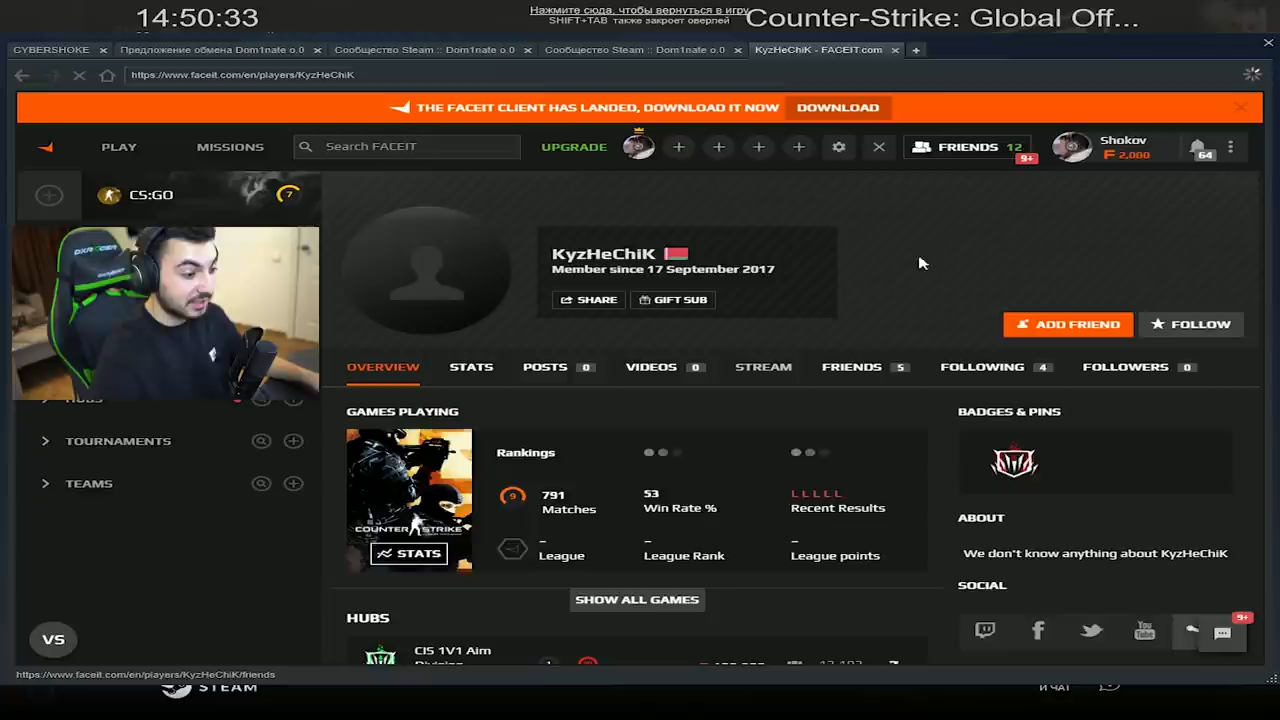 14:50:33
Нажмите сюда, чтобы вернуться в игру
SHIFT+TAB также закроет оверлей
Counter-Strike: Global Off...
CYBERSHOKE
Предложение обмена Dom1nate o.0
Сообщество Steam :: Dom1nate o.0
Сообщество Steam :: Dom1nate o.0
KyzHeChiK - FACEIT.com
https://www.faceit.com/en/players/KyzHeChiK
THE FACEIT CLIENT HAS LANDED, DOWNLOAD IT NOW
DOWNLOAD
PLAY
MISSIONS
Search FACEIT
UPGRADE
FRIENDS 12
9+
Shokov
2,000
64
CS:GO
7
DXRACER
KyzHeChiK
Member since 17 September 2017
SHARE
GIFT SUB
ADD FRIEND
FOLLOW
OVERVIEW
STATS
POSTS 0
VIDEOS 0
STREAM
FRIENDS 5
FOLLOWING 4
FOLLOWERS 0
HUBS
TOURNAMENTS
TEAMS
GAMES PLAYING
COUNTER STRIKE
STATS
Rankings
9
791
Matches
53
Win Rate %
L L L L L
Recent Results
–
League
–
League Rank
–
League points
SHOW ALL GAMES
HUBS
CIS 1V1 Aim
BADGES & PINS
ABOUT
We don't know anything about KyzHeChiK
SOCIAL
You
Tube
9+
VS
https://www.faceit.com/en/players/KyzHeChiK/friends
STEAM
И ЧАТ